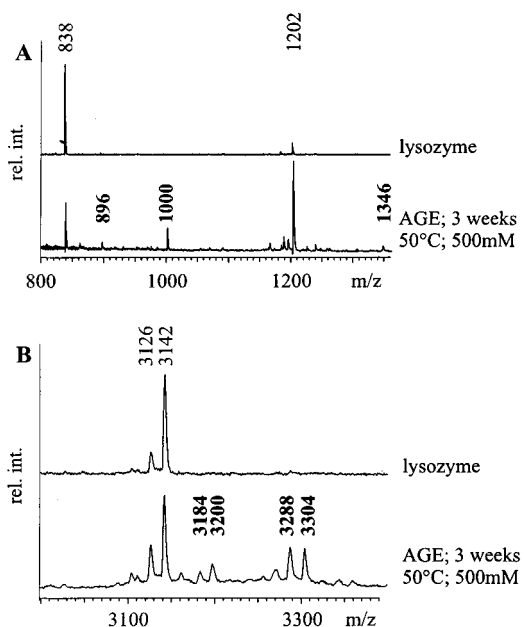 838
1202
A
rel. int.
lysozyme
896
1000
1346
AGE; 3 weeks
50°C; 500mM
800
1000
1200
m/z
B
3126
3142
rel. int.
lysozyme
3184
3200
3288
3304
AGE; 3 weeks
50°C; 500mM
3100
3300
m/z